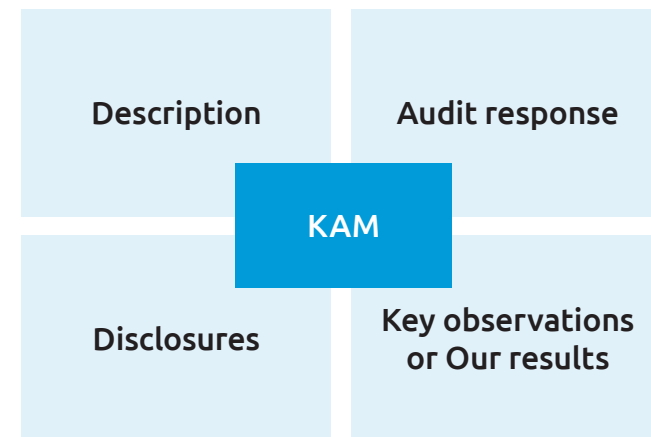 Description
Audit response
KAM
Disclosures
Key observations
or Our results